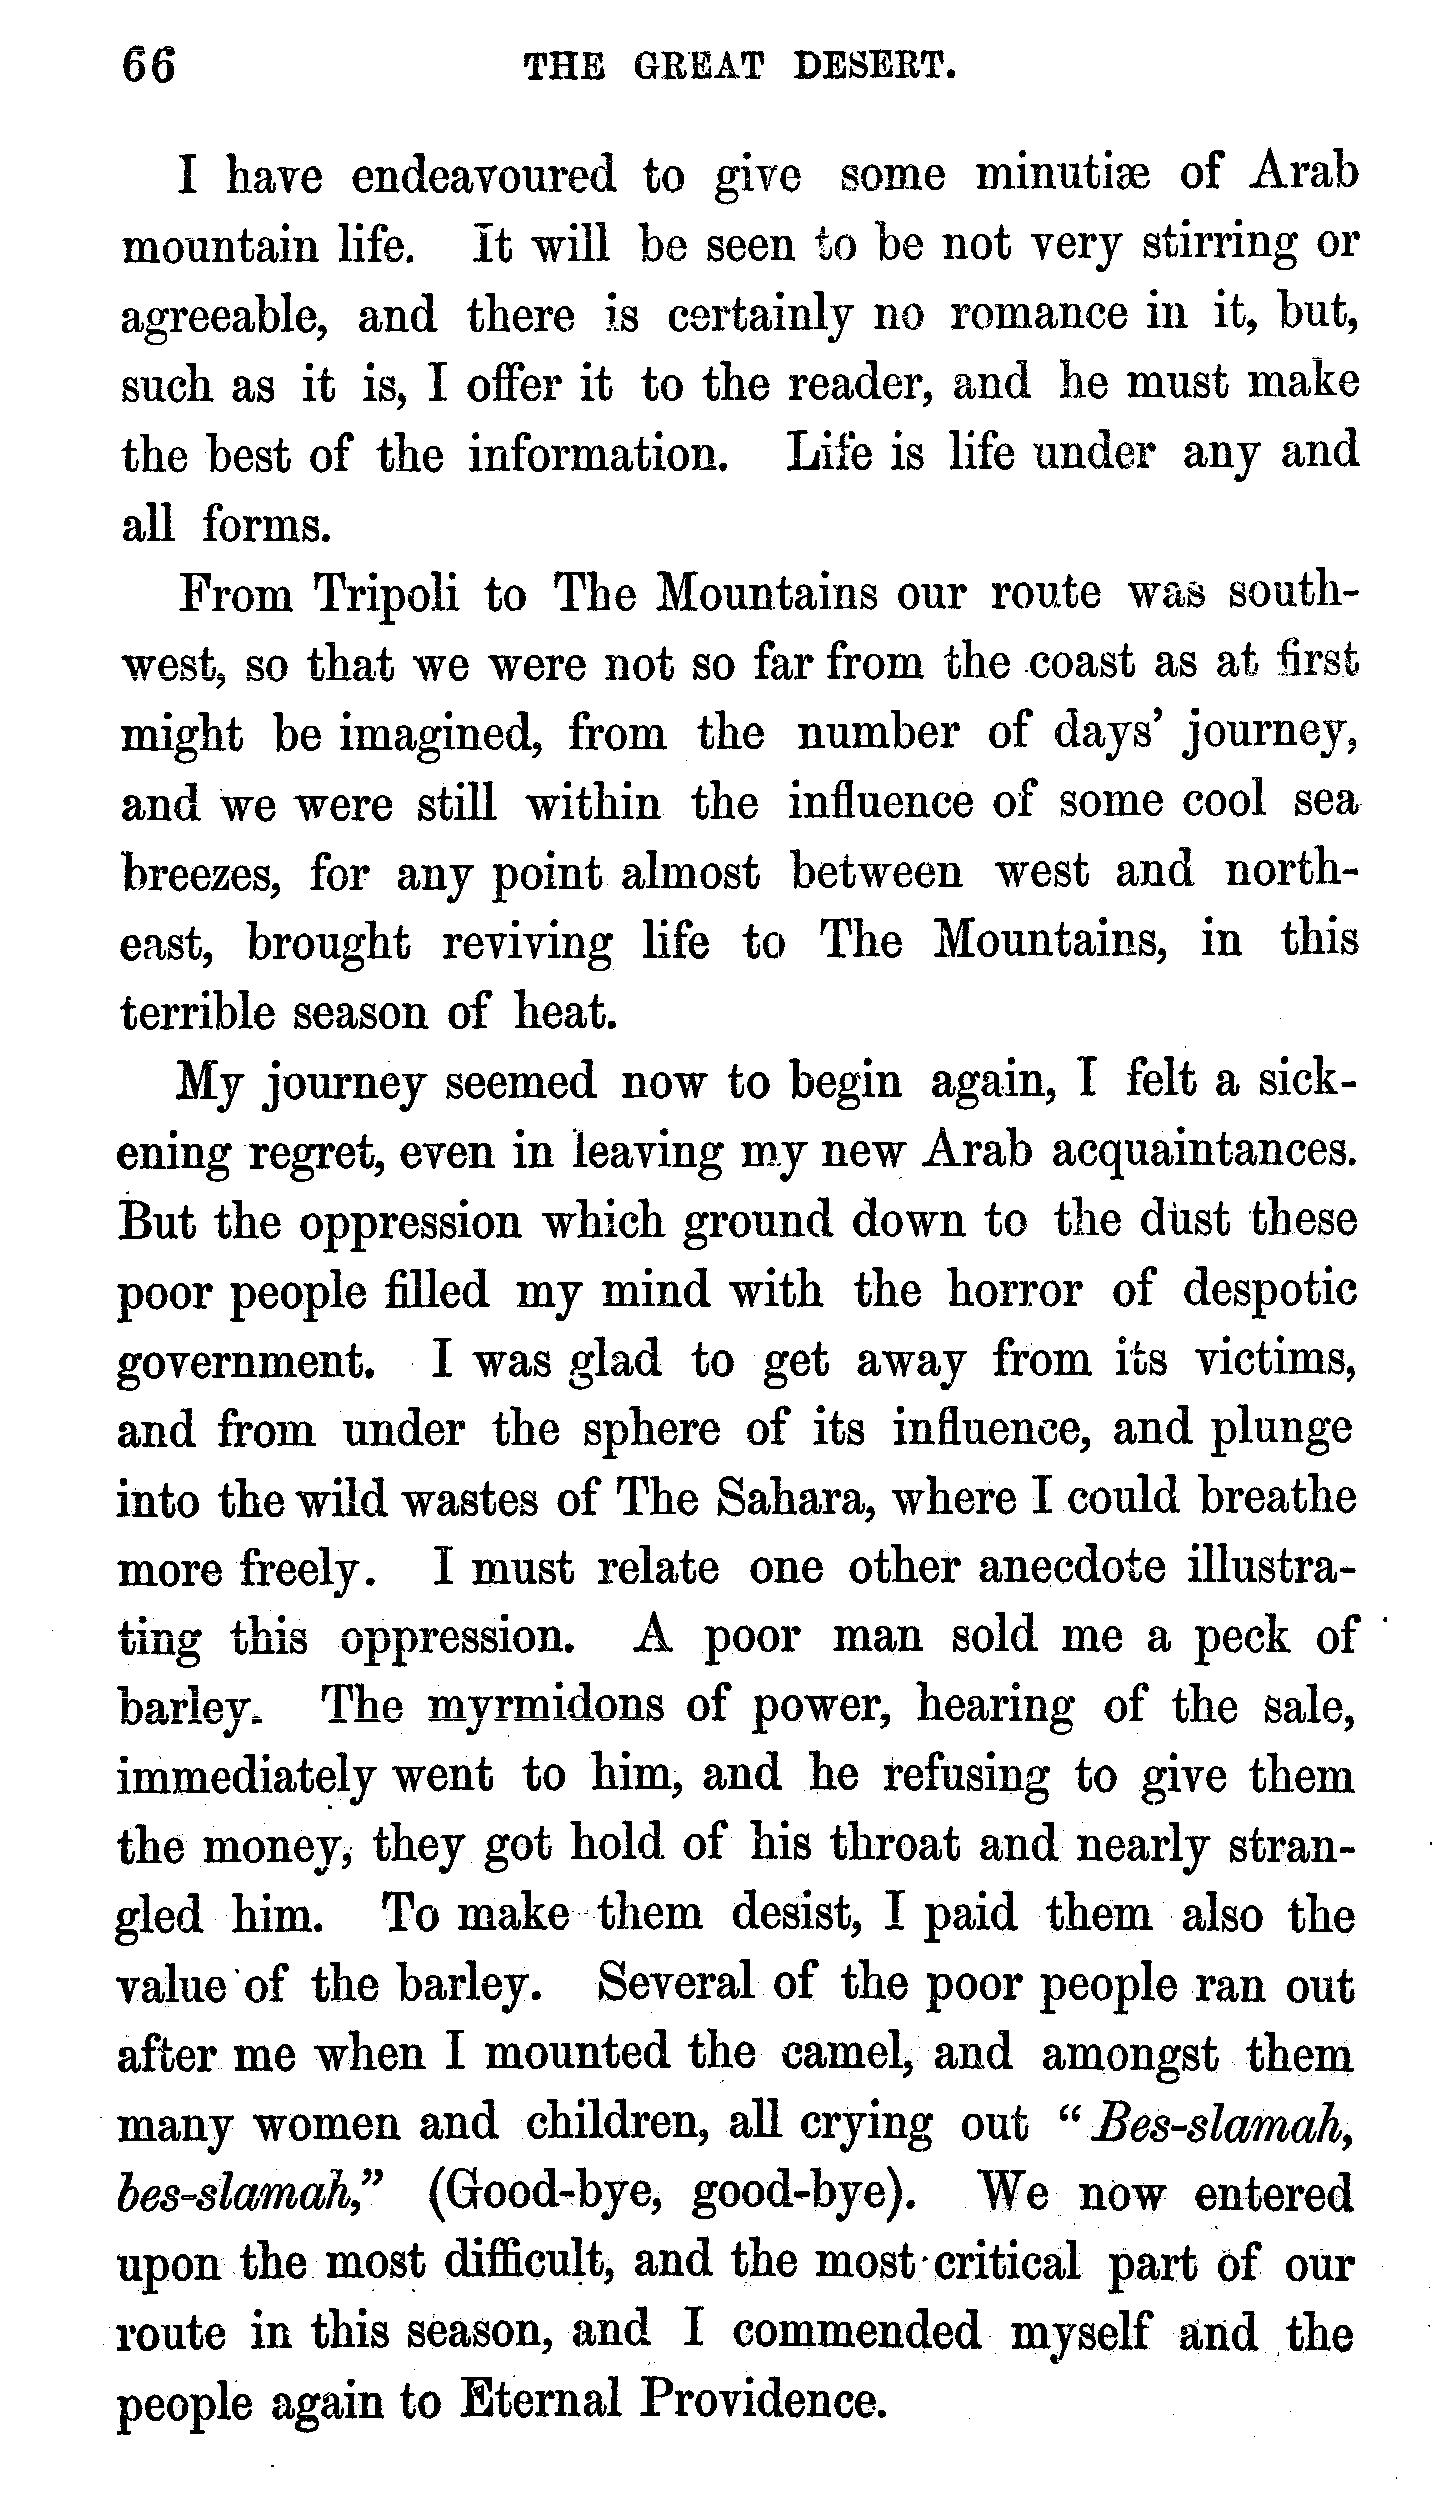 66 THE GREAT DESERT.
I have endeavoured to give some minutiæ of Arab
mountain life. It will be seen to be not very stirring or
agreeable, and there is certainly no romance in it, but,
such as it is, I offer it to the reader, and he must make
the best of the information. Life is life under any and
all forms.
From Tripoli to The Mountains our route was south-
west, so that we were not so far from the coast as at first
might be imagined, from the number of days' journey,
and we were still within the influence of some cool sea
breezes, for any point almost between west and north-
east, brought reviving life to The Mountains, in this
terrible season of heat.
My journey seemed now to begin again, I felt a sick-
ening regret, even in leaving my new Arab acquaintances.
But the oppression which ground down to the dust these
poor people filled my mind with the horror of despotic
government. I was glad to get away from its victims,
and from under the sphere of its influence, and plunge
into the wild wastes of The Sahara, where I could breathe
more freely. I must relate one other anecdote illustra-
ting this oppression. A poor man sold me a peck of
barley. The myrmidons of power, hearing of the sale,
immediately went to him, and he refusing to give them
the money, they got hold of his throat and nearly stran-
gled him. To make them desist, I paid them also the
value of the barley. Several of the poor people ran out
after me when I mounted the camel, and amongst them
many women and children, all crying out "Bes-slamah,
bes-slamah," (Good-bye, good-bye). We now entered
upon the most difficult, and the most critical part of our
route in this season, and I commended myself and the
people again to Eternal Providence.